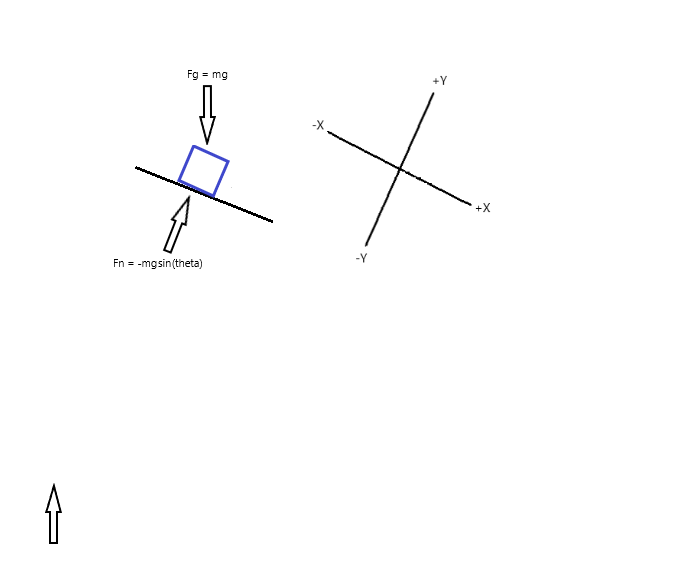 Fg = mg
+Y
-X
+X
Fn = -mgsin(theta)
-Y